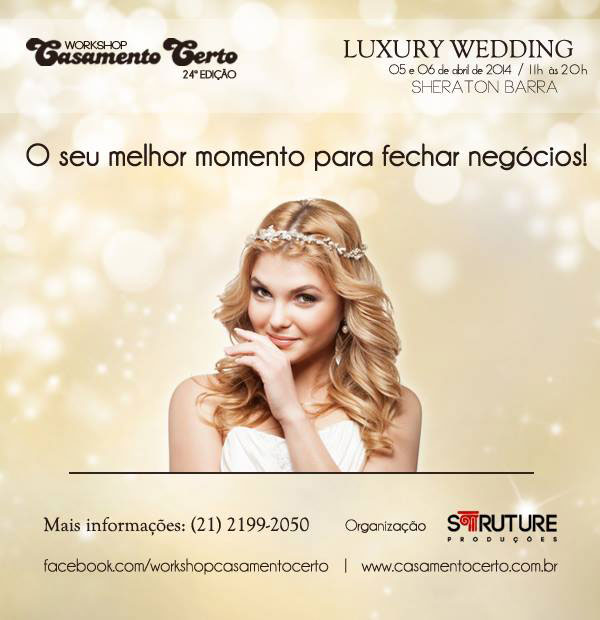 WORKSHOP
Casamento Certo
24ª EDIÇÃO
LUXURY WEDDING
05 e 06 de abril de 2014 / 11h às 20h
SHERATON BARRA
O seu melhor momento para fechar negócios!
Mais informações: (21) 2199-2050
Organização
STRUTURE
PRODUÇÕES
facebook.com/workshopcasamentocerto | www.casamentocerto.com.br